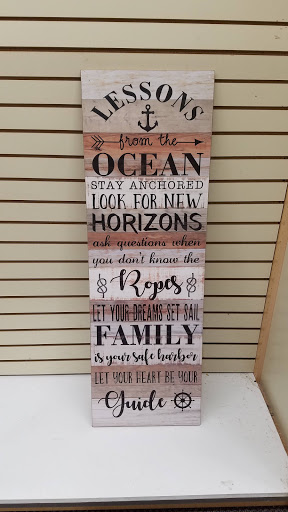 LESSONS
from the
OCEAN
STAY ANCHORED
LOOK FOR NEW
HORIZONS
ask questions when
you don't know the
Ropes
LET YOUR DREAMS SET SAIL
FAMILY
is your safe harbor
LET YOUR HEART BE YOUR
Guide